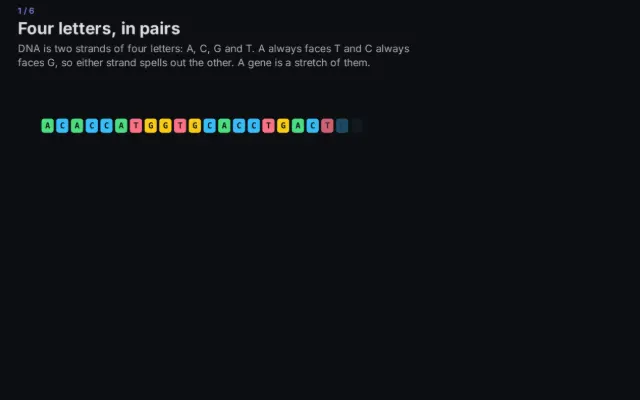 1 / 6
Four letters, in pairs
DNA is two strands of four letters: A, C, G and T. A always faces T and C always
faces G, so either strand spells out the other. A gene is a stretch of them.
A C A C C A T G G T G C A C C T G A C T